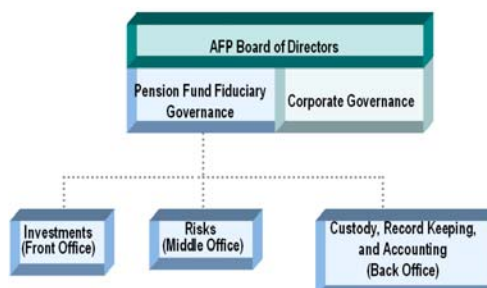 AFP Board of Directors
Pension Fund Fiduciary
Governance
Corporate Governance
Investments
(Front Office)
Risks
(Middle Office)
Custody, Record Keeping,
and Accounting
(Back Office)